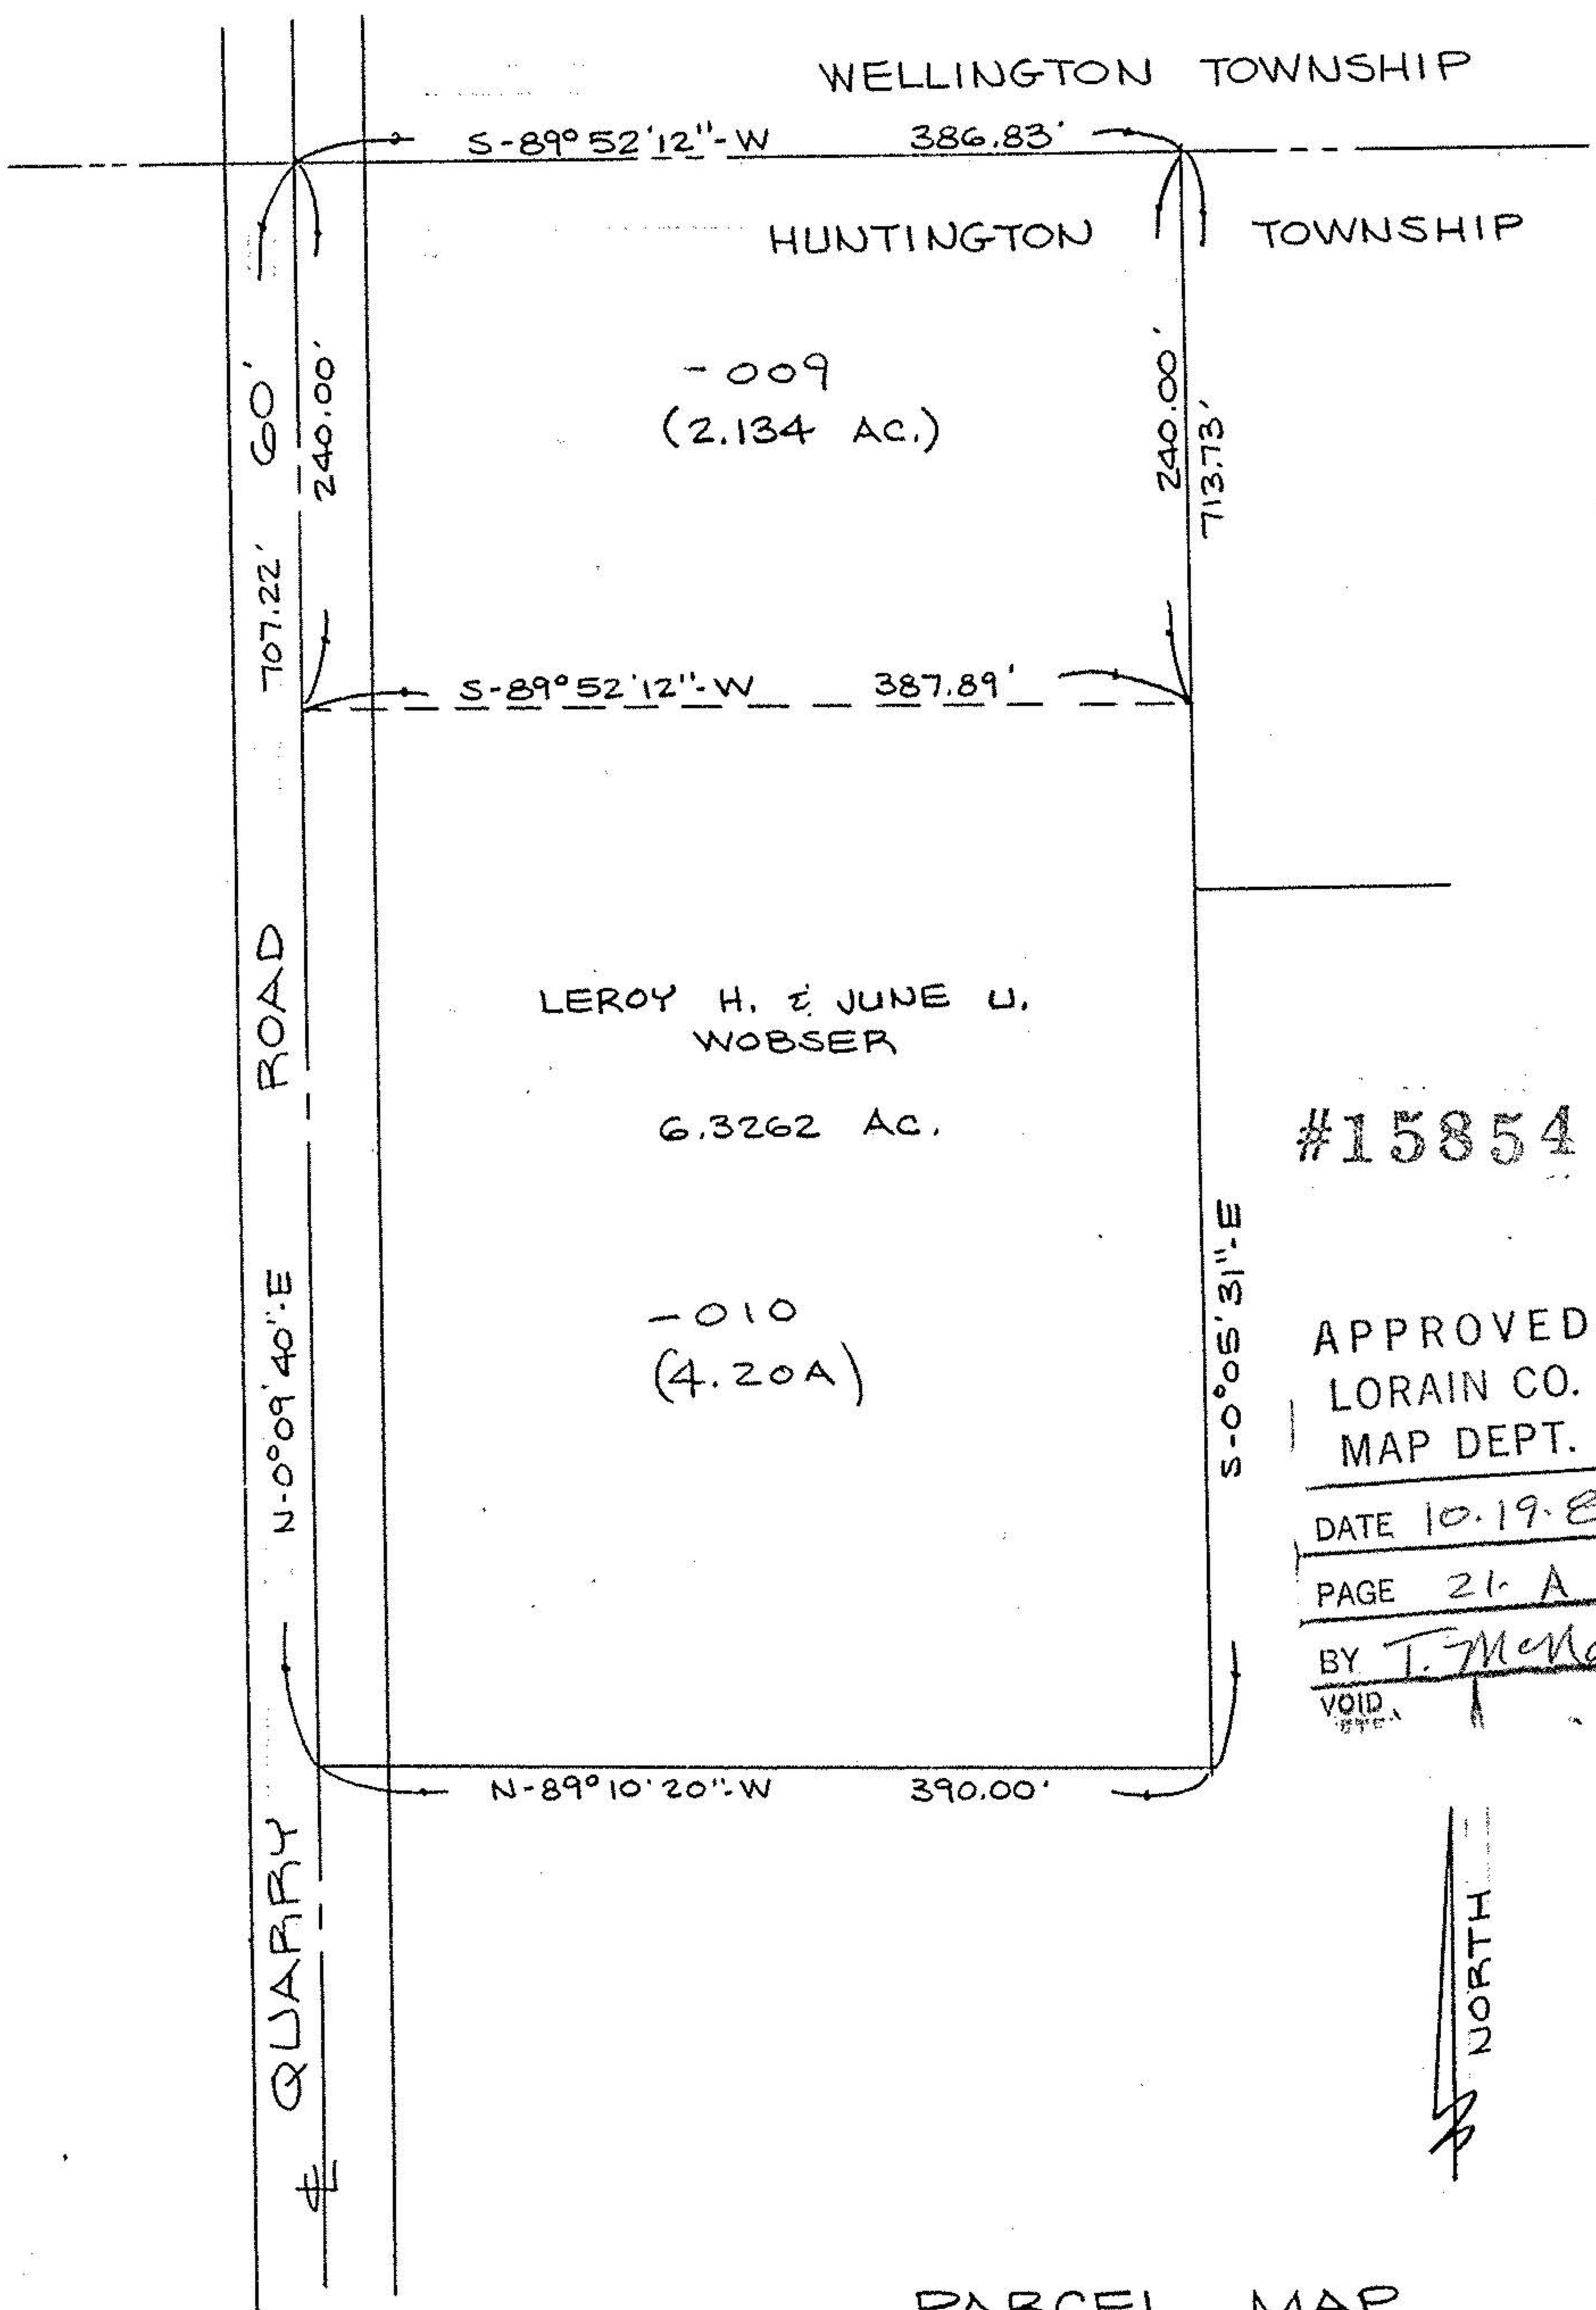 WELLINGTON TOWNSHIP
S-89°52'12"-W 386.83'
HUNTINGTON TOWNSHIP
-009
(2.134 AC.)
60'
240.00'
240.00'
713.73'
707.22'
S-89°52'12"-W 387.89'
LEROY H. & JUNE U.
WOBSER
6.3262 AC.
#15854
-010
(4.20A)
N-0°09'40"-E
S-0°05'31"-E
APPROVED
LORAIN CO.
MAP DEPT.
DATE 10.19.8
PAGE 21-A
BY T.
VOID
N-89°10'20"-W 390.00'
QUARRY ROAD
℄
NORTH
PARCEL MAP